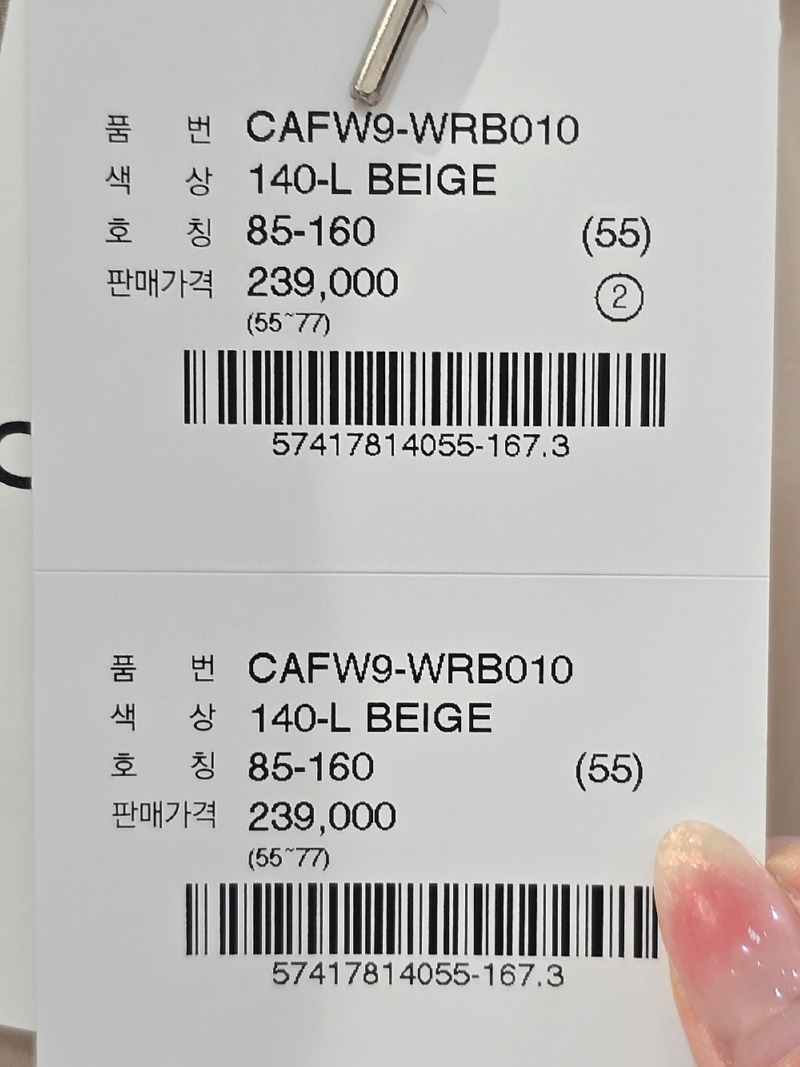 품 번 CAFW9-WRB010
색 상 140-L BEIGE
호 칭 85-160 (55)
판매가격 239,000 ②
(55~77)
57417814055-167.3
품 번 CAFW9-WRB010
색 상 140-L BEIGE
호 칭 85-160 (55)
판매가격 239,000
(55~77)
57417814055-167.3